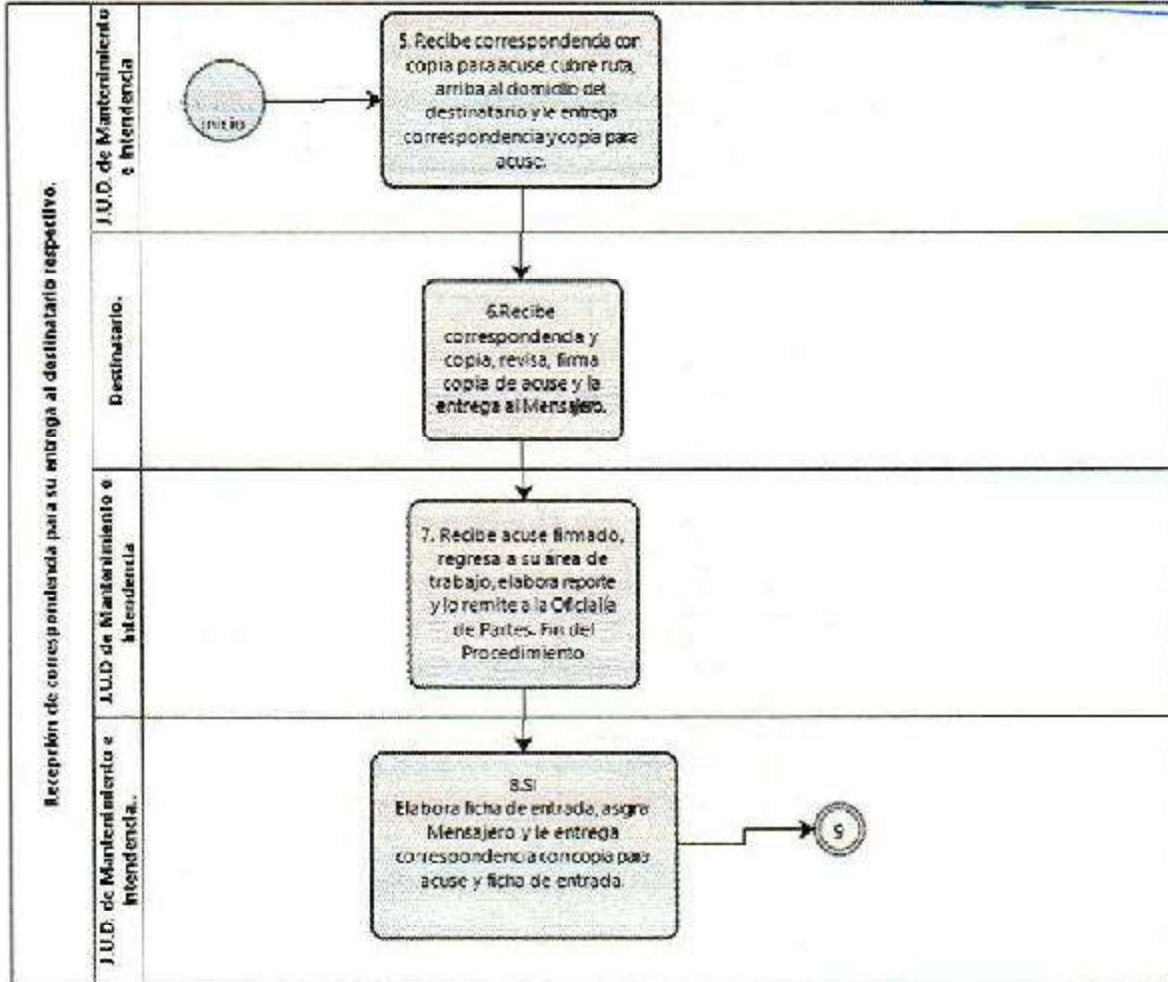 Recepción de correspondencia para su entrega al destinatario respectivo.
J.U.D. de Mantenimiento
e Intendencia
Inicio
5. Recibe correspondencia con
copia para acuse, cubre ruta,
arriba al domicilio del
destinatario y le entrega
correspondencia y copia para
acuse.
Destinatario.
6.Recibe
correspondencia y
copia, revisa, firma
copia de acuse y la
entrega al Mensajero.
J.U.D de Mantenimiento e
Intendencia
7. Recibe acuse firmado,
regresa a su área de
trabajo, elabora reporte
y lo remite a la Oficialía
de Partes. Fin del
Procedimiento
J.U.D. de Mantenimiento e
Intendencia..
8.Si
Elabora ficha de entrada, asigna
Mensajero y le entrega
correspondencia con copia para
acuse y ficha de entrada.
9